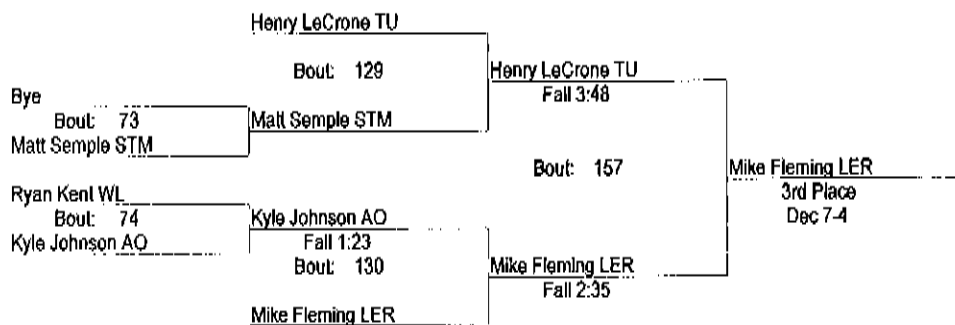 Henry LeCrone TU
Bout: 129
Henry LeCrone TU
Fall 3:48
Bye
Bout: 73
Matt Semple STM
Matt Semple STM
Bout: 157
Mike Fleming LER
3rd Place
Dec 7-4
Ryan Kent WL
Bout: 74
Kyle Johnson AO
Kyle Johnson AO
Fall 1:23
Bout: 130
Mike Fleming LER
Fall 2:35
Mike Fleming LER